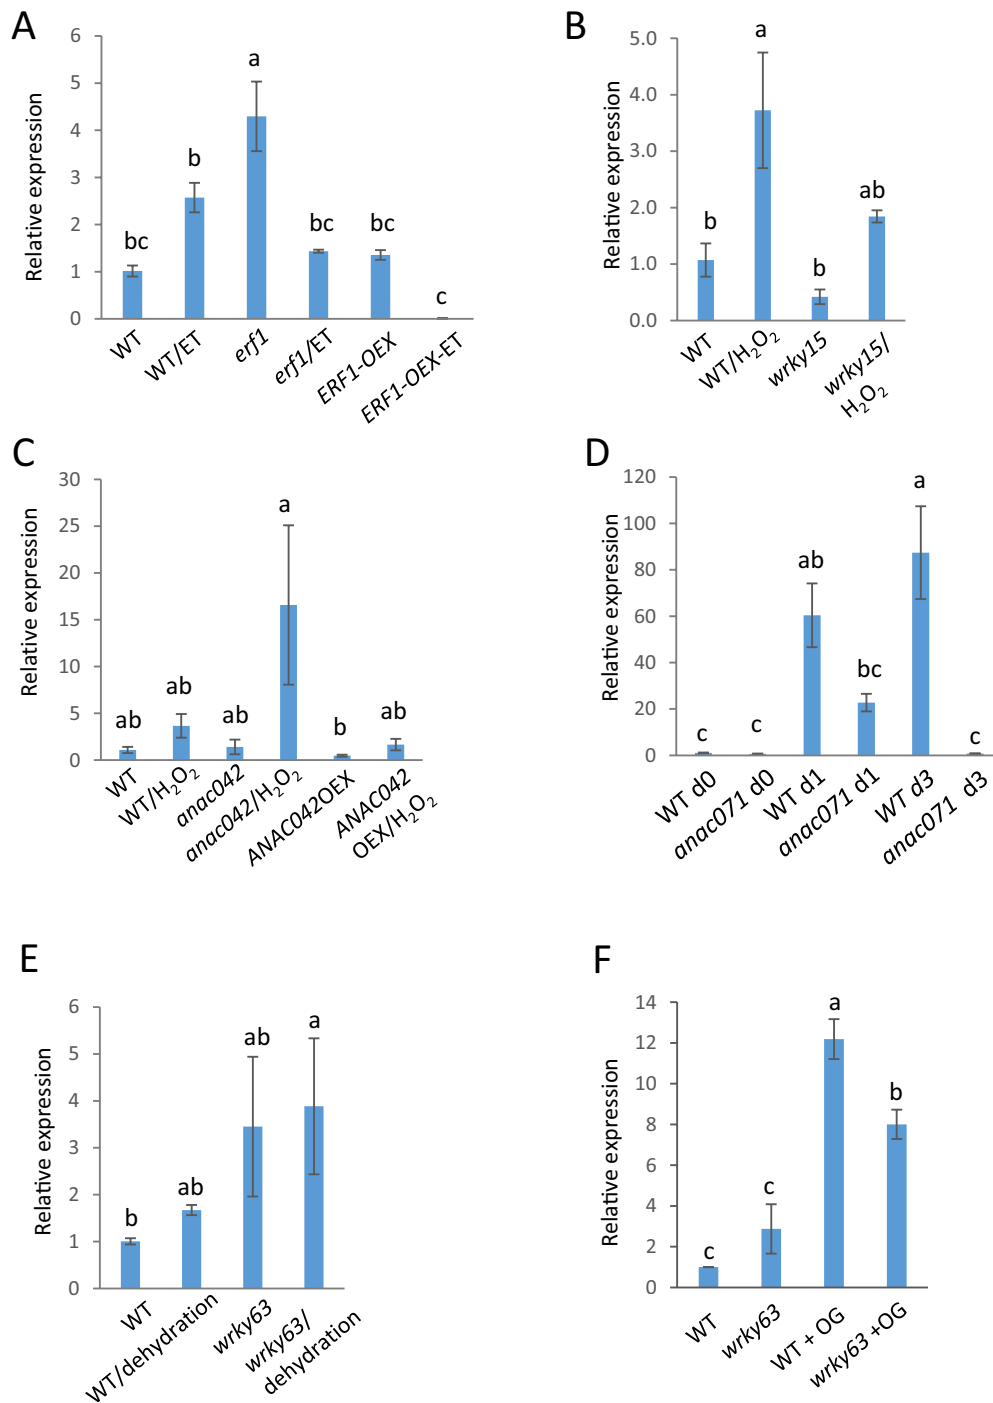 A
Relative expression
6
5
4
3
2
1
0
bc
b
a
bc
bc
c
WT
WT/ET
erf1
erf1/ET
ERF1-OEX
ERF1-OEX-ET
B
Relative expression
5.0
4.0
3.0
2.0
1.0
0.0
b
a
b
ab
WT
WT/H₂O₂
wrky15
wrky15/
H₂O₂
C
Relative expression
30
25
20
15
10
5
0
ab
ab
ab
a
b
ab
WT
WT/H₂O₂
anac042
anac042/H₂O₂
ANAC042OEX
ANAC042
OEX/H₂O₂
D
Relative expression
120
100
80
60
40
20
0
c
c
ab
bc
a
c
WT d0
anac071 d0
WT d1
anac071 d1
WT d3
anac071 d3
E
Relative expression
6
5
4
3
2
1
0
b
ab
ab
a
WT
WT/dehydration
wrky63
wrky63/
dehydration
F
Relative expression
14
12
10
8
6
4
2
0
c
c
a
b
WT
wrky63
WT + OG
wrky63 +OG